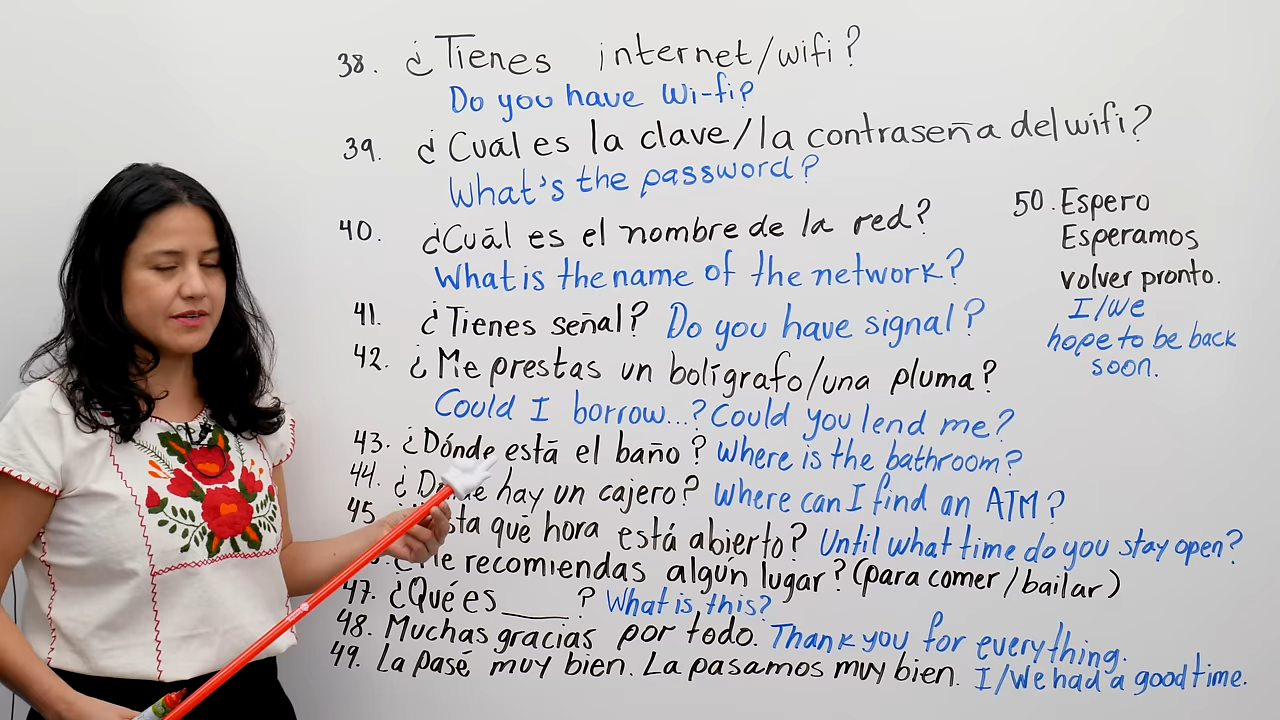 38. ¿Tienes internet/wifi?
Do you have Wi-fi?
39. ¿Cuál es la clave/la contraseña del wifi?
What's the password?
40. ¿Cuál es el nombre de la red?
What is the name of the network?
41. ¿Tienes señal? Do you have signal?
42. ¿Me prestas un bolígrafo/una pluma?
Could I borrow...? Could you lend me?
43. ¿Dónde está el baño? Where is the bathroom?
44. ¿ hay un cajero? Where can I find an ATM?
45. qué hora está abierto? Until what time do you stay open?
recomiendas algún lugar? (para comer/bailar)
47. ¿Qué es ____ ? What is this?
48. Muchas gracias por todo. Thank you for everything.
49. La pasé muy bien. La pasamos muy bien. I/We had a good time.
50. Espero
Esperamos
volver pronto.
I/We
hope to be back
soon.